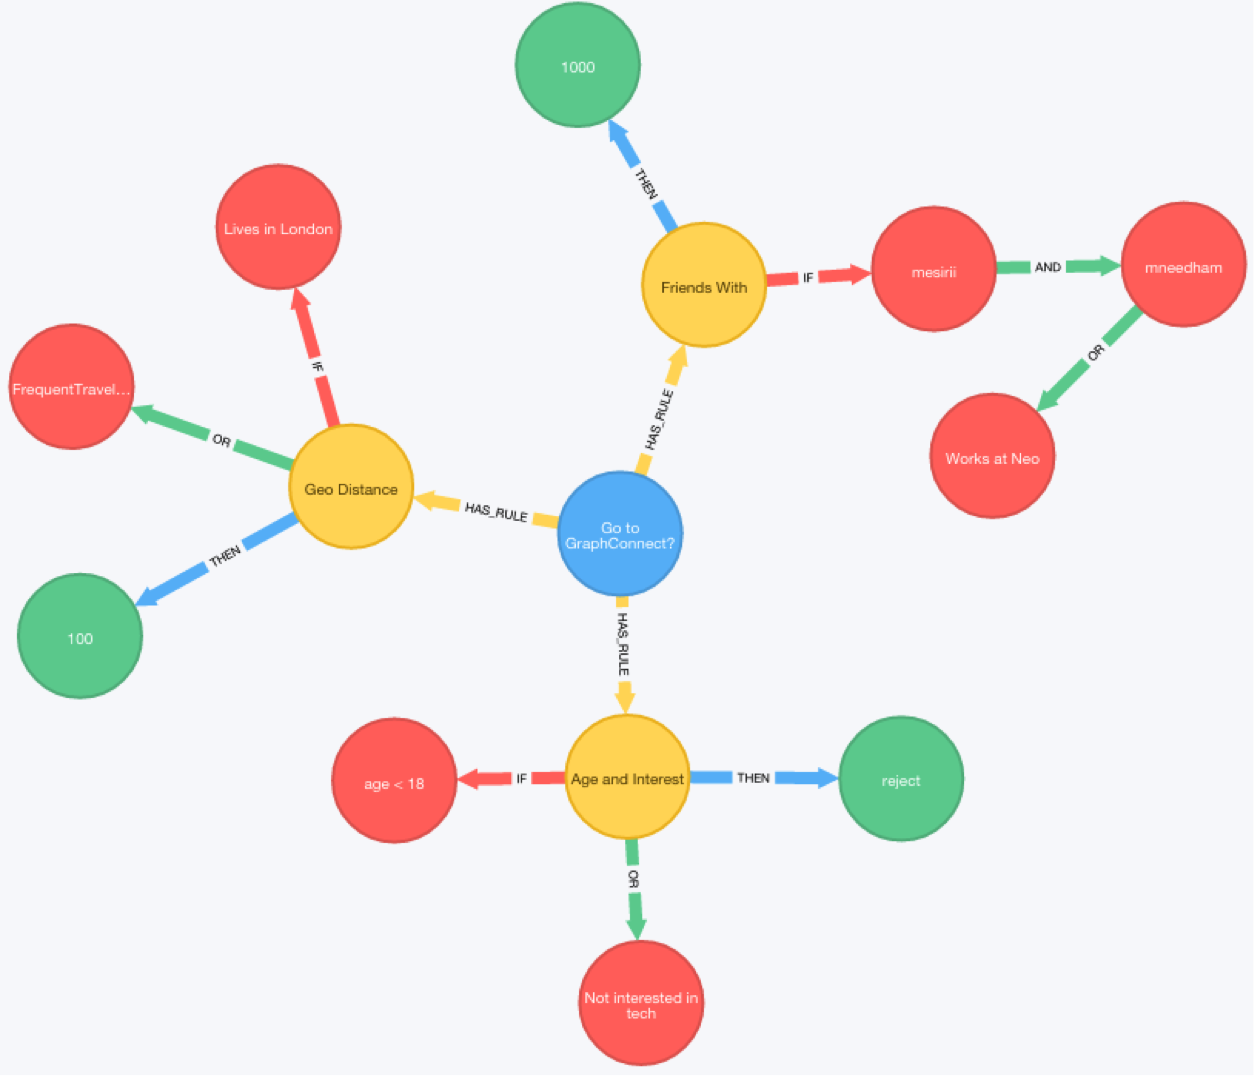 1000
THEN
Lives in London
mesirii
AND
mneedham
IF
Friends With
IF
OR
FrequentTravel...
HAS_RULE
OR
Works at Neo
Geo Distance
HAS_RULE
Go to
GraphConnect?
THEN
100
HAS_RULE
age < 18
IF
Age and Interest
THEN
reject
OR
Not interested in
tech